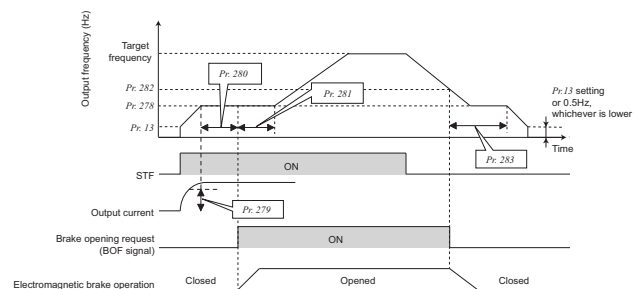 Output frequency (Hz)
Target
frequency
Pr. 280
Pr. 282
Pr. 281
Pr. 278
Pr. 13
Pr.13 setting
or 0.5Hz,
whichever is lower
Time
Pr. 283
ON
STF
Pr. 279
Output current
Brake opening request
(BOF signal)
ON
Electromagnetic brake operation
Closed
Opened
Closed